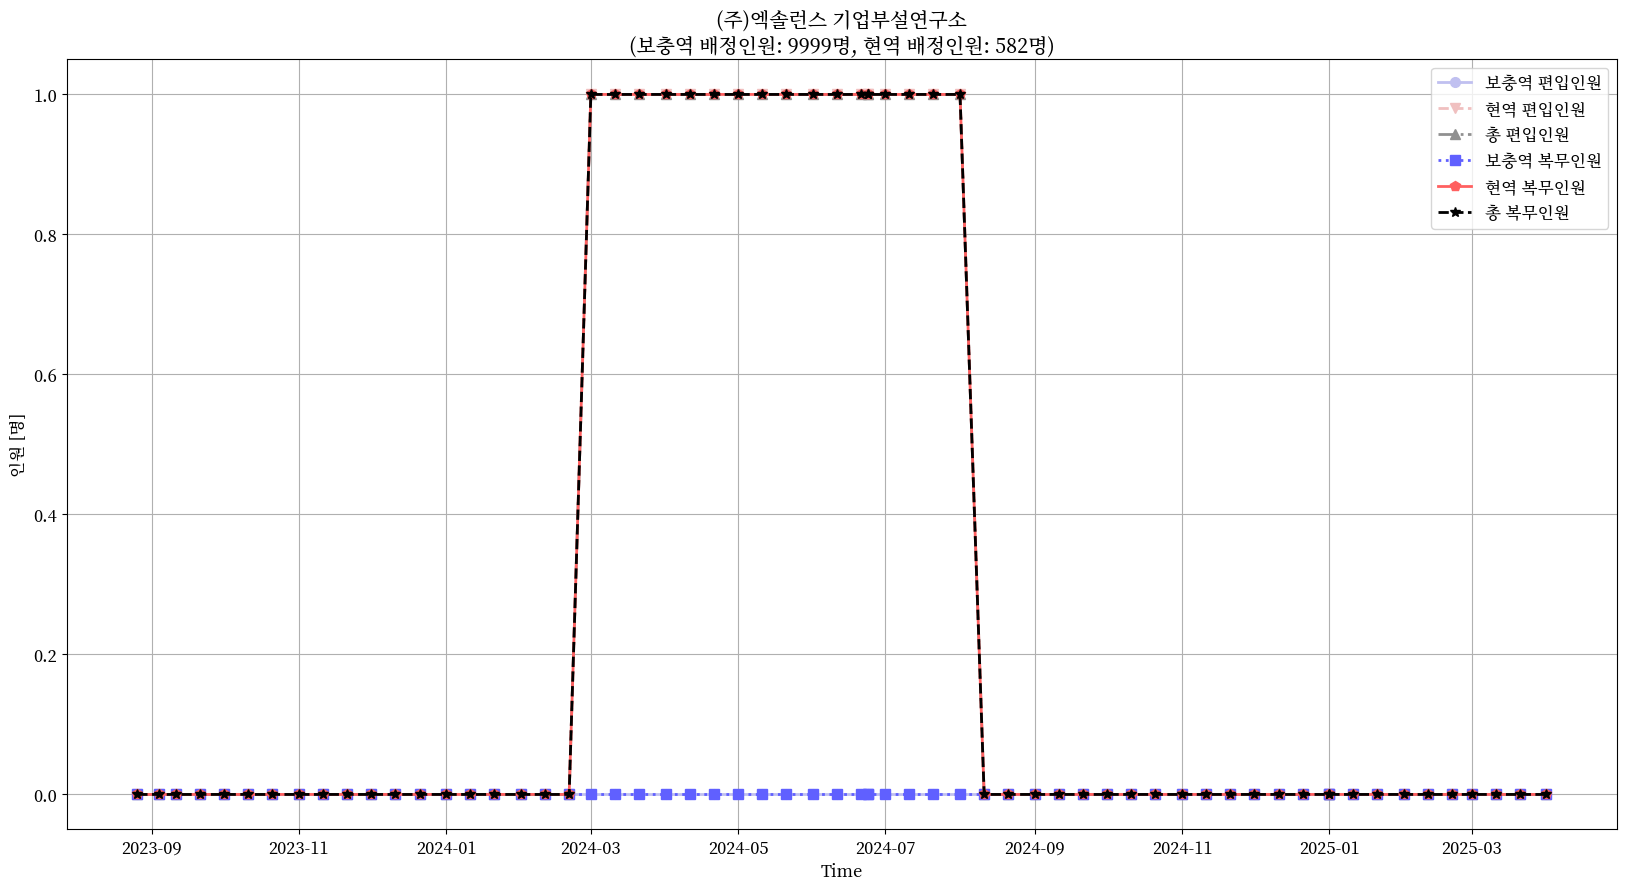 (주)엑솔런스 기업부설연구소
(보충역 배정인원: 9999명, 현역 배정인원: 582명)
보충역 편입인원
현역 편입인원
총 편입인원
보충역 복무인원
현역 복무인원
총 복무인원
인원 [명]
1.0
0.8
0.6
0.4
0.2
0.0
2023-09
2023-11
2024-01
2024-03
2024-05
2024-07
2024-09
2024-11
2025-01
2025-03
Time